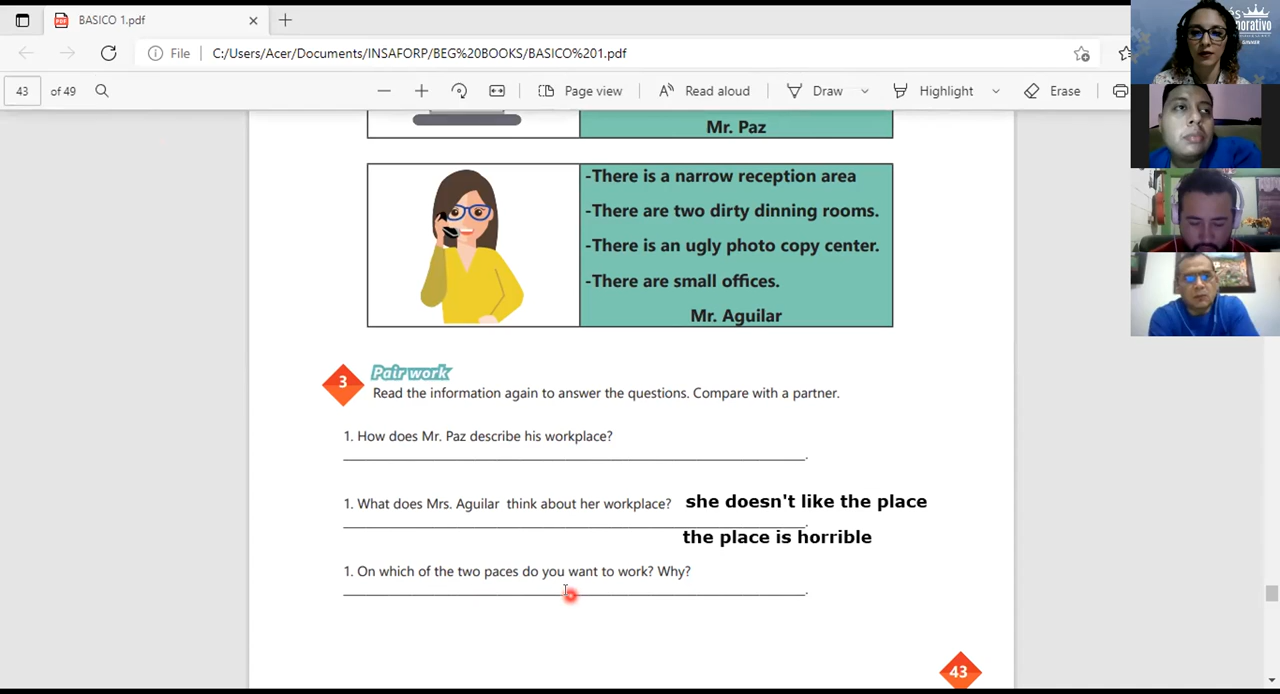 BASICO 1.pdf
File C:/Users/Acer/Documents/INSAFORP/BEG%20BOOKS/BASICO%201.pdf
43 of 49 Page view Read aloud Draw Highlight Erase
Mr. Paz
-There is a narrow reception area
-There are two dirty dinning rooms.
-There is an ugly photo copy center.
-There are small offices.
Mr. Aguilar
3 Pair work
Read the information again to answer the questions. Compare with a partner.
1. How does Mr. Paz describe his workplace?
1. What does Mrs. Aguilar think about her workplace? she doesn't like the place
the place is horrible
1. On which of the two paces do you want to work? Why?
43